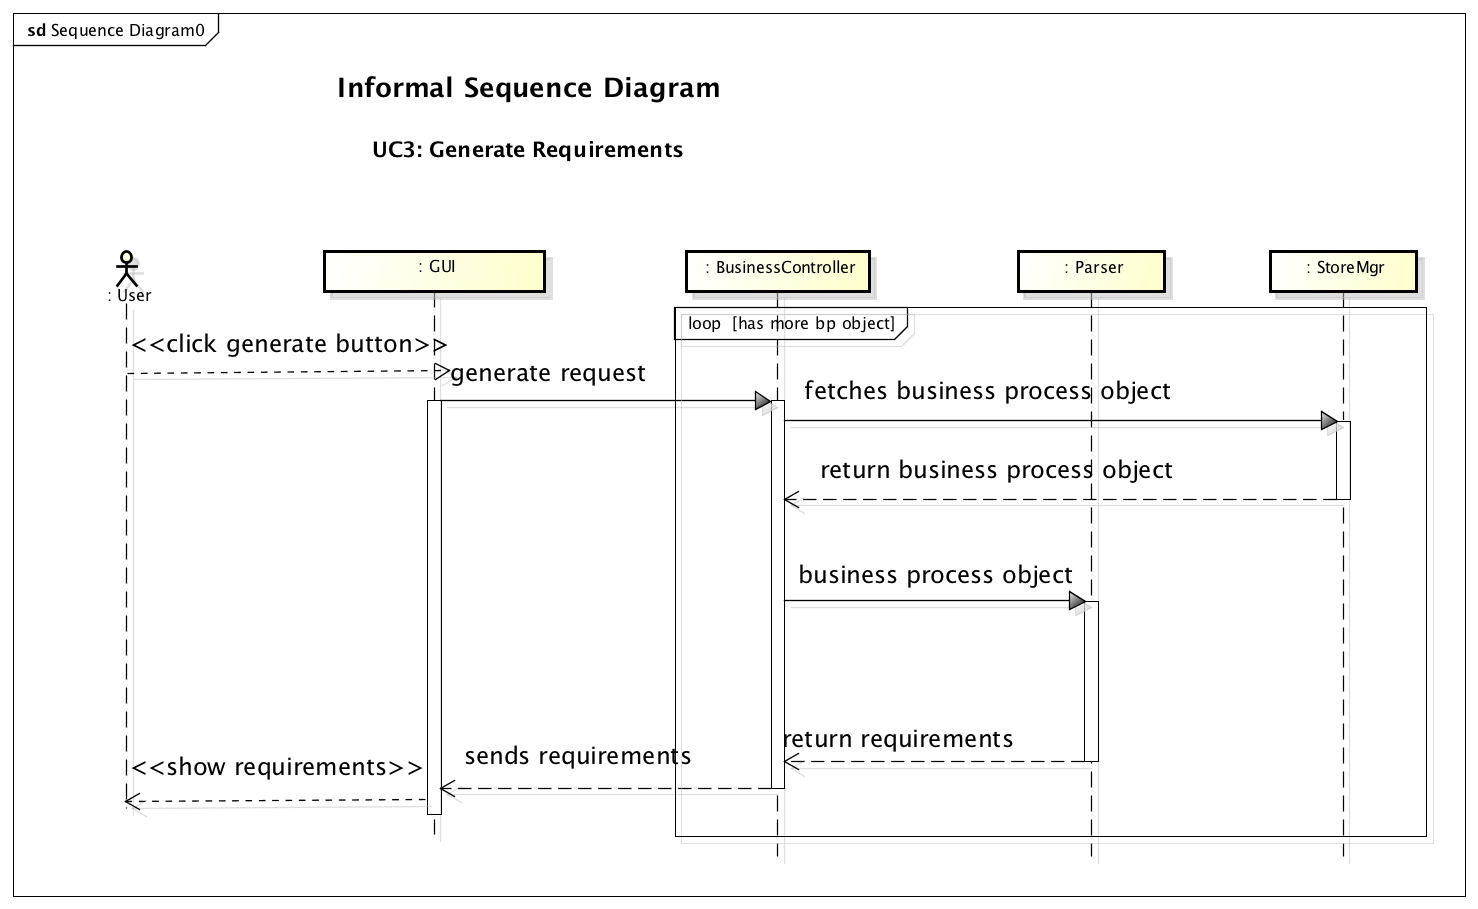 sd Sequence Diagram0
Informal Sequence Diagram
UC3: Generate Requirements
: User
: GUI
: BusinessController
: Parser
: StoreMgr
loop [has more bp object]
<<click generate button>>
generate request
fetches business process object
return business process object
business process object
return requirements
sends requirements
<<show requirements>>